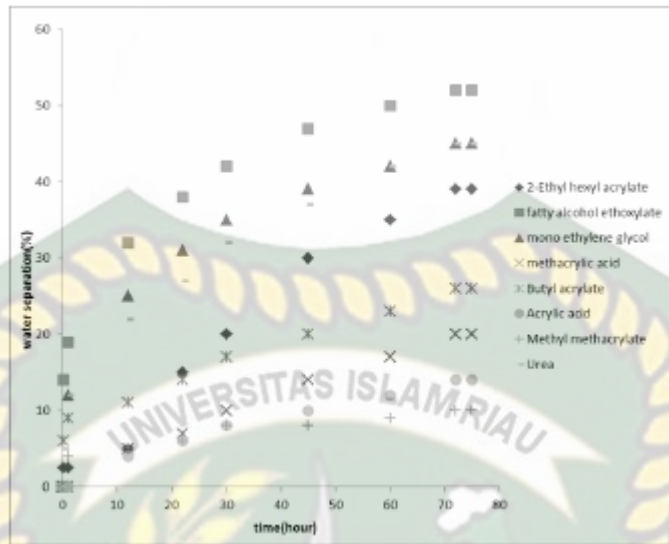 60
50
40
30
20
10
0
water separation(%)
0 10 20 30 40 50 60 70 80
time(hour)
2-Ethyl hexyl acrylate
fatty alcohol ethoxylate
mono ethylene glycol
methacrylic acid
Butyl acrylate
Acrylic acid
Methyl methacrylate
Urea
UNIVERSITAS ISLAM RIAU